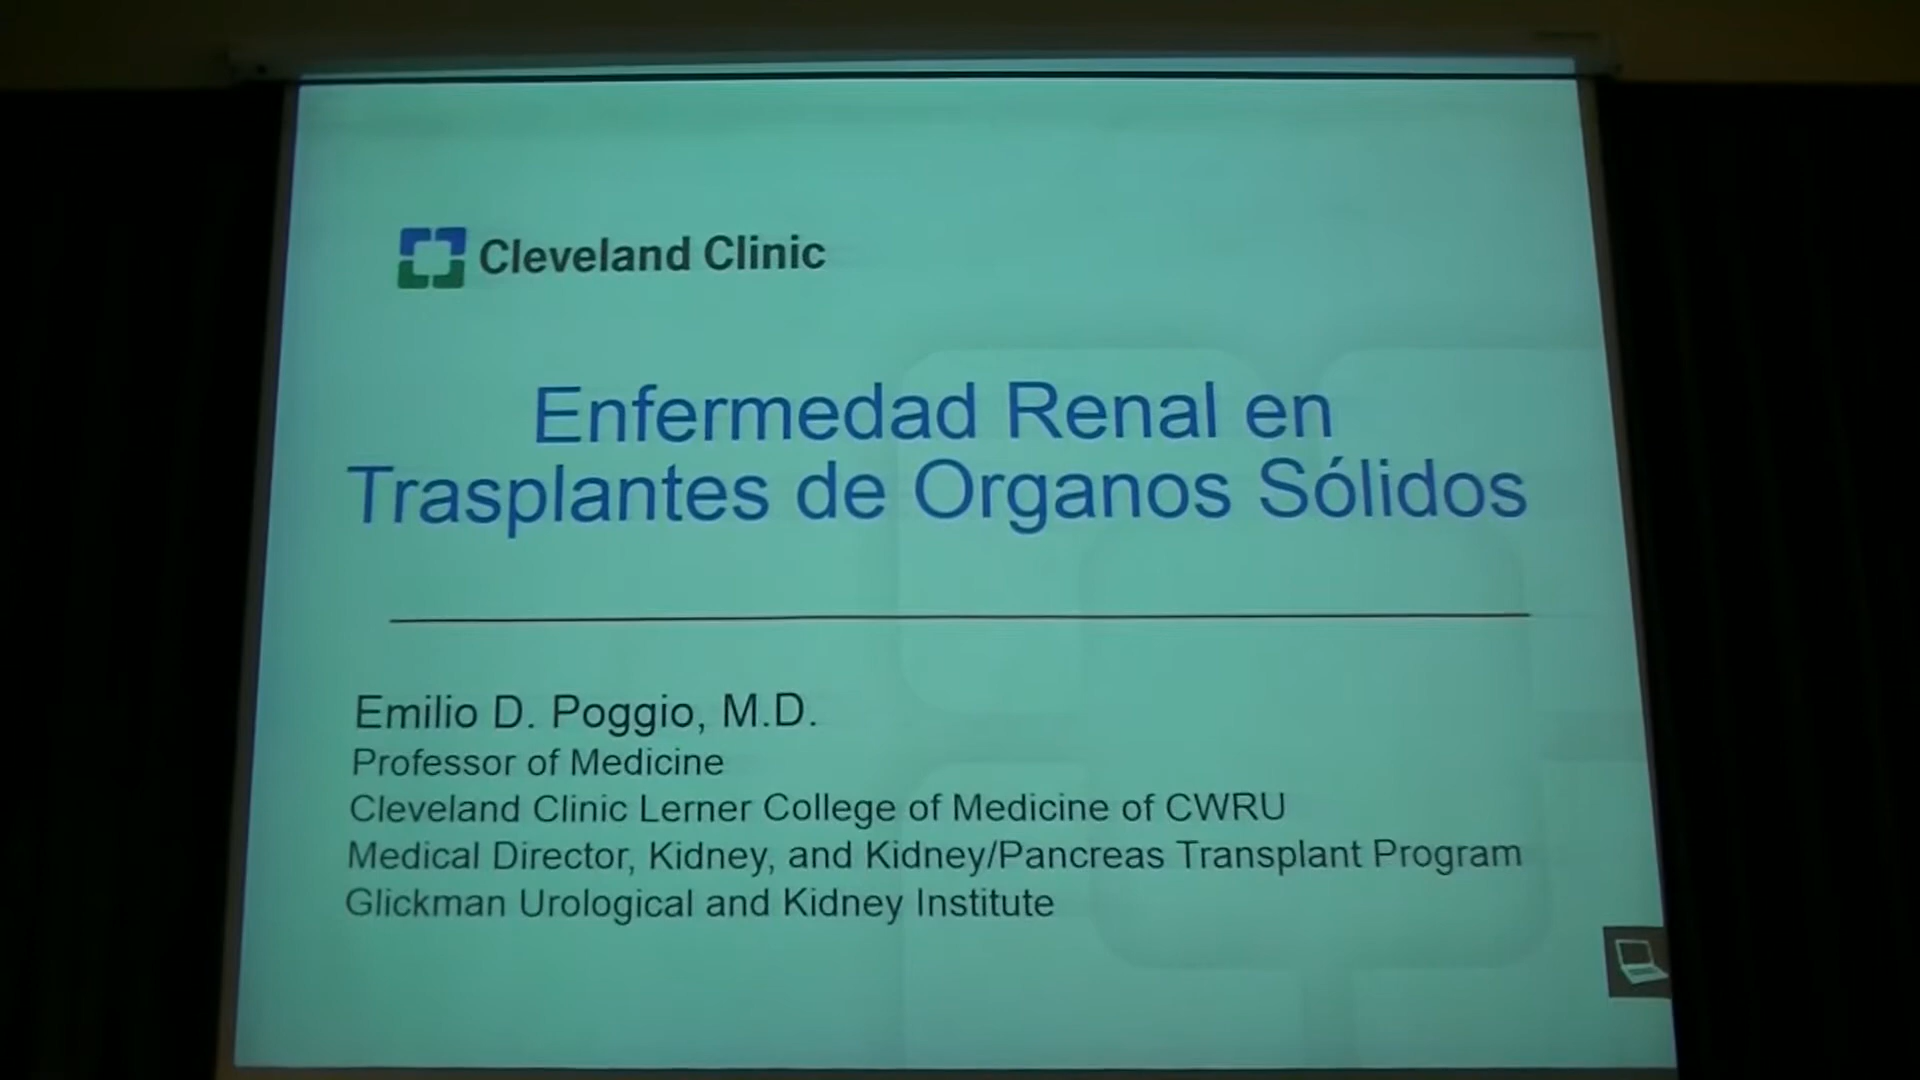 Cleveland Clinic
Enfermedad Renal en
Trasplantes de Organos Sólidos
Emilio D. Poggio, M.D.
Professor of Medicine
Cleveland Clinic Lerner College of Medicine of CWRU
Medical Director, Kidney, and Kidney/Pancreas Transplant Program
Glickman Urological and Kidney Institute